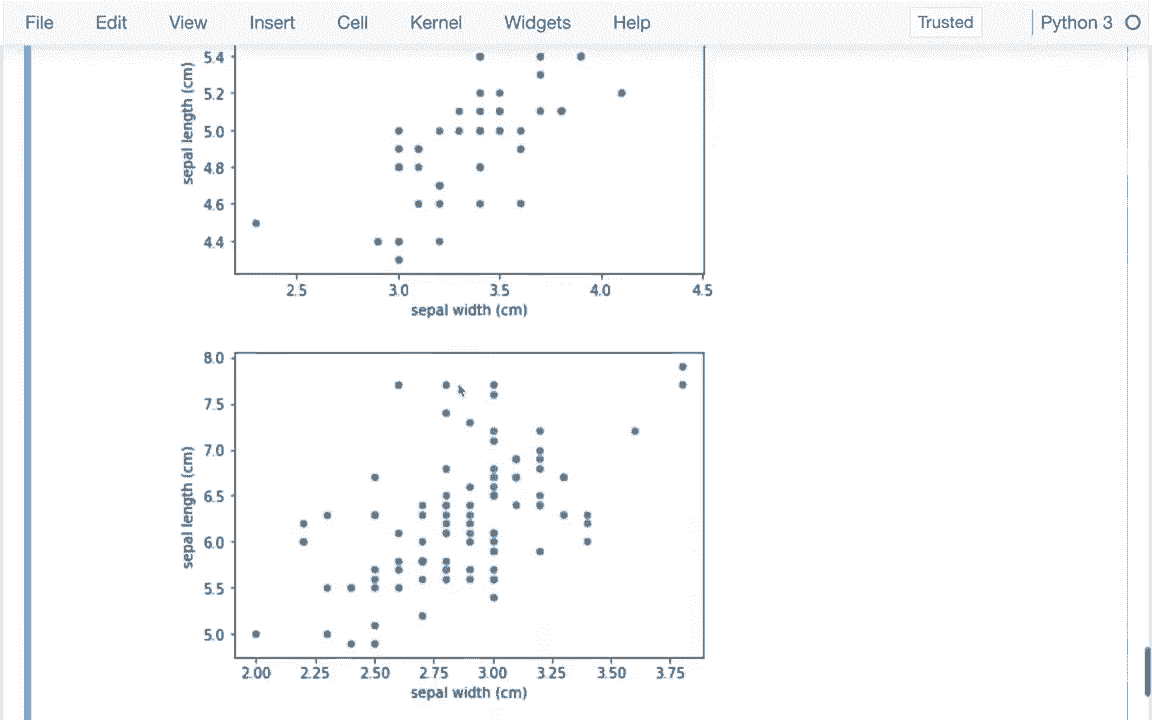 File Edit View Insert Cell Kernel Widgets Help Trusted Python 3
5.4
5.2
5.0
4.8
4.6
4.4
sepal length (cm)
2.5 3.0 3.5 4.0 4.5
sepal width (cm)
8.0
7.5
7.0
6.5
6.0
5.5
5.0
sepal length (cm)
2.00 2.25 2.50 2.75 3.00 3.25 3.50 3.75
sepal width (cm)